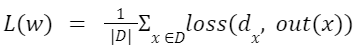 L(w) = 1/|D| Σ_{x ∈D} loss(d_x, out(x))